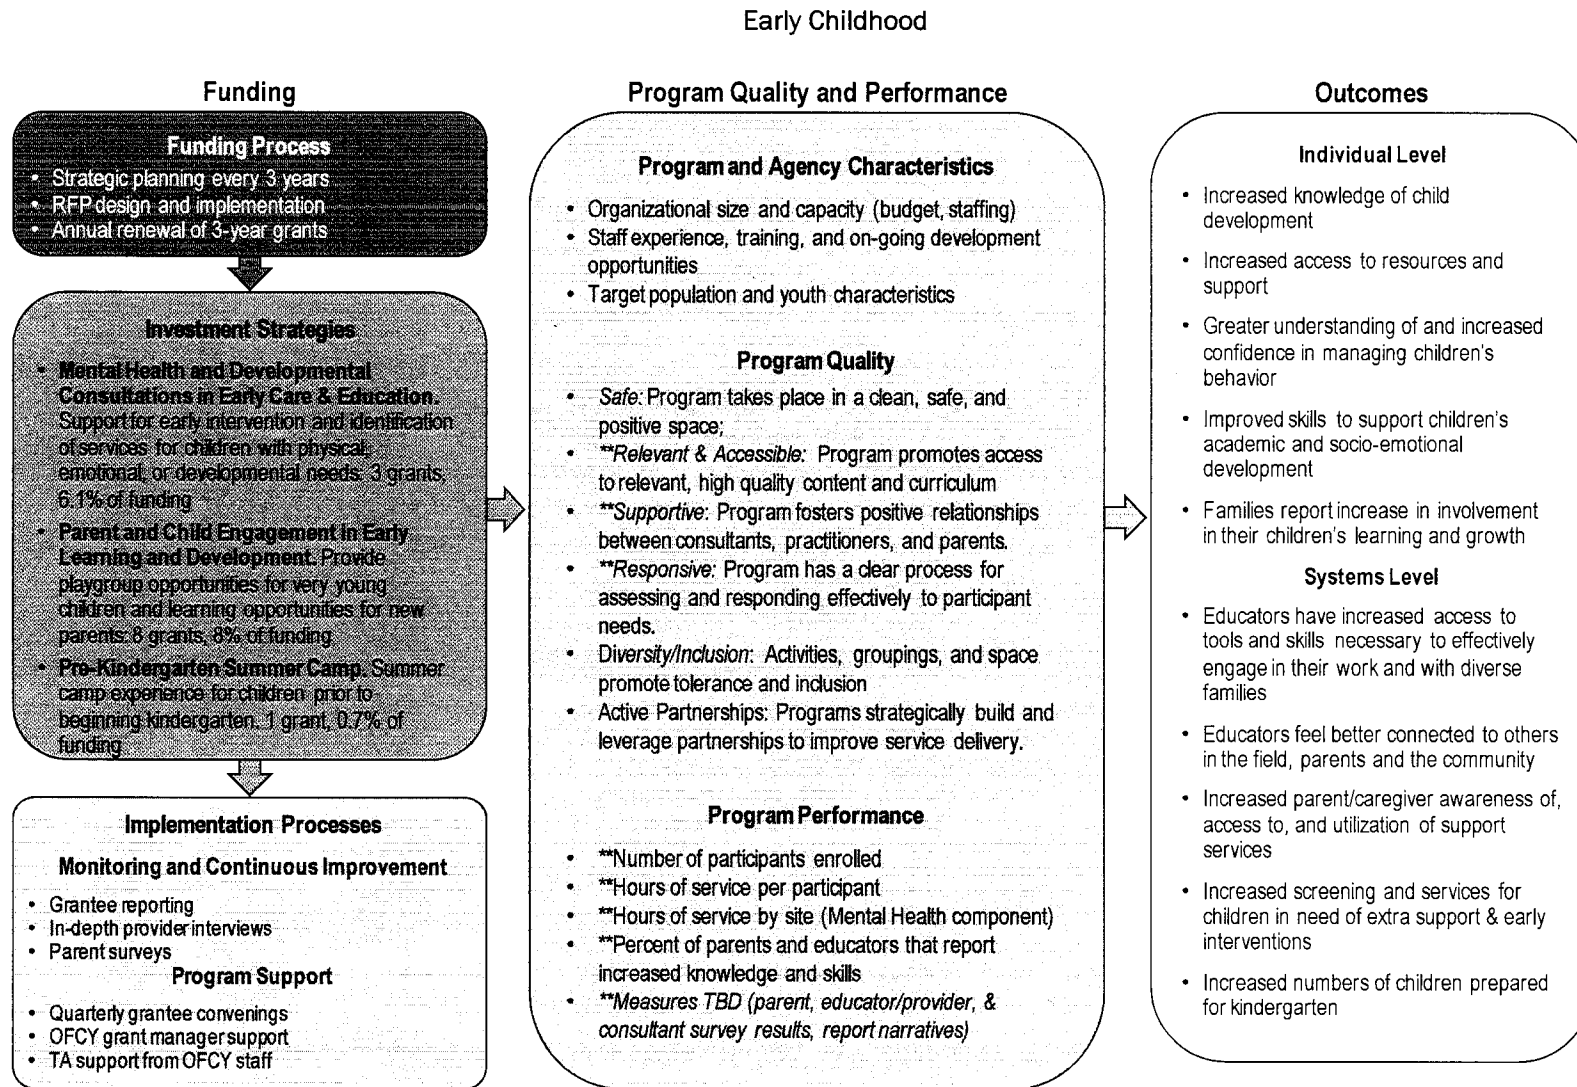 Early Childhood
Funding
Funding Process
• Strategic planning every 3 years
• RFP design and implementation
• Annual renewal of 3-year grants
Investment Strategies
• Mental Health and Developmental
Consultations in Early Care & Education.
Support for early intervention and identification
of services for children with physical,
emotional, or developmental needs. 3 grants,
6.1% of funding
• Parent and Child Engagement in Early
Learning and Development. Provide
playgroup opportunities for very young
children and learning opportunities for new
parents. 8 grants, 8% of funding
• Pre-Kindergarten Summer Camp. Summer
camp experience for children prior to
beginning kindergarten. 1 grant, 0.7% of
funding
Implementation Processes
Monitoring and Continuous Improvement
• Grantee reporting
• In-depth provider interviews
• Parent surveys
Program Support
• Quarterly grantee convenings
• OFCY grant manager support
• TA support from OFCY staff
Program Quality and Performance
Program and Agency Characteristics
• Organizational size and capacity (budget, staffing)
• Staff experience, training, and on-going development
opportunities
• Target population and youth characteristics
Program Quality
• Safe: Program takes place in a clean, safe, and
positive space;
• **Relevant & Accessible: Program promotes access
to relevant, high quality content and curriculum
• **Supportive: Program fosters positive relationships
between consultants, practitioners, and parents.
• **Responsive: Program has a clear process for
assessing and responding effectively to participant
needs.
• Diversity/Inclusion: Activities, groupings, and space
promote tolerance and inclusion
• Active Partnerships: Programs strategically build and
leverage partnerships to improve service delivery.
Program Performance
• **Number of participants enrolled
• **Hours of service per participant
• **Hours of service by site (Mental Health component)
• **Percent of parents and educators that report
increased knowledge and skills
• **Measures TBD (parent, educator/provider, &
consultant survey results, report narratives)
Outcomes
Individual Level
• Increased knowledge of child
development
• Increased access to resources and
support
• Greater understanding of and increased
confidence in managing children's
behavior
• Improved skills to support children's
academic and socio-emotional
development
• Families report increase in involvement
in their children's learning and growth
Systems Level
• Educators have increased access to
tools and skills necessary to effectively
engage in their work and with diverse
families
• Educators feel better connected to others
in the field, parents and the community
• Increased parent/caregiver awareness of,
access to, and utilization of support
services
• Increased screening and services for
children in need of extra support & early
interventions
• Increased numbers of children prepared
for kindergarten